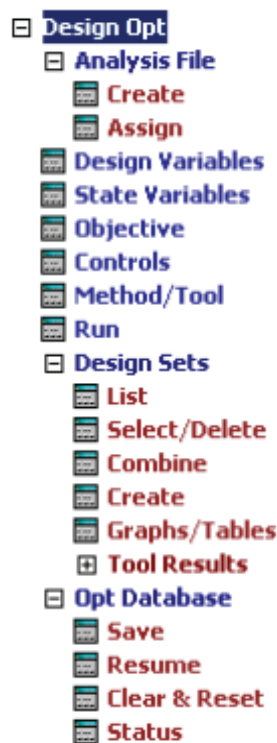 Design Opt
Analysis File
Create
Assign
Design Variables
State Variables
Objective
Controls
Method/Tool
Run
Design Sets
List
Select/Delete
Combine
Create
Graphs/Tables
Tool Results
Opt Database
Save
Resume
Clear & Reset
Status